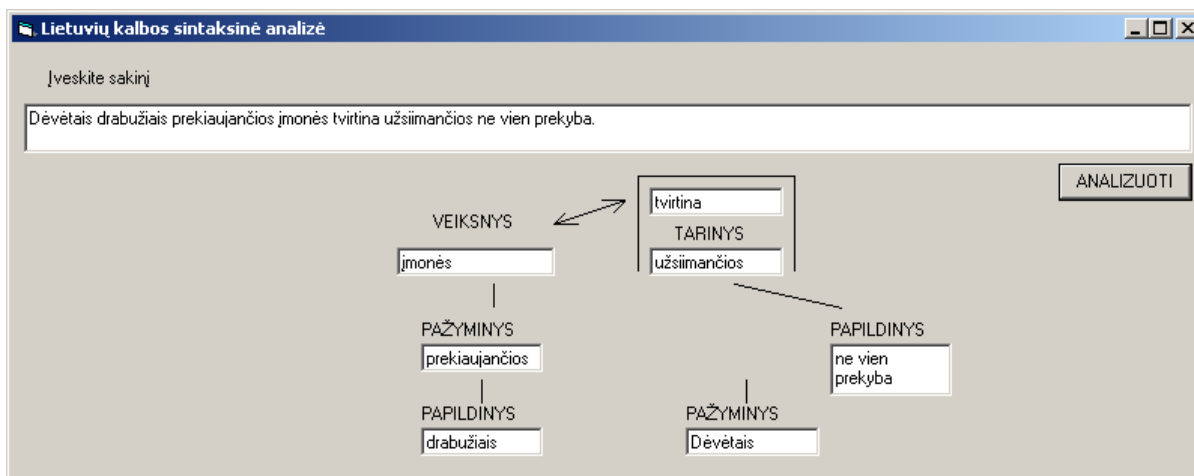 Lietuvių kalbos sintaksinė analizė
Įveskite sakinį
Dėvėtais drabužiais prekiaujančios įmonės tvirtina užsiimančios ne vien prekyba.
ANALIZUOTI
tvirtina
VEIKSNYS
TARINYS
įmonės
užsiimančios
PAŽYMINYS
PAPILDINYS
prekiaujančios
ne vien
prekyba
PAPILDINYS
PAŽYMINYS
drabužiais
Dėvėtais